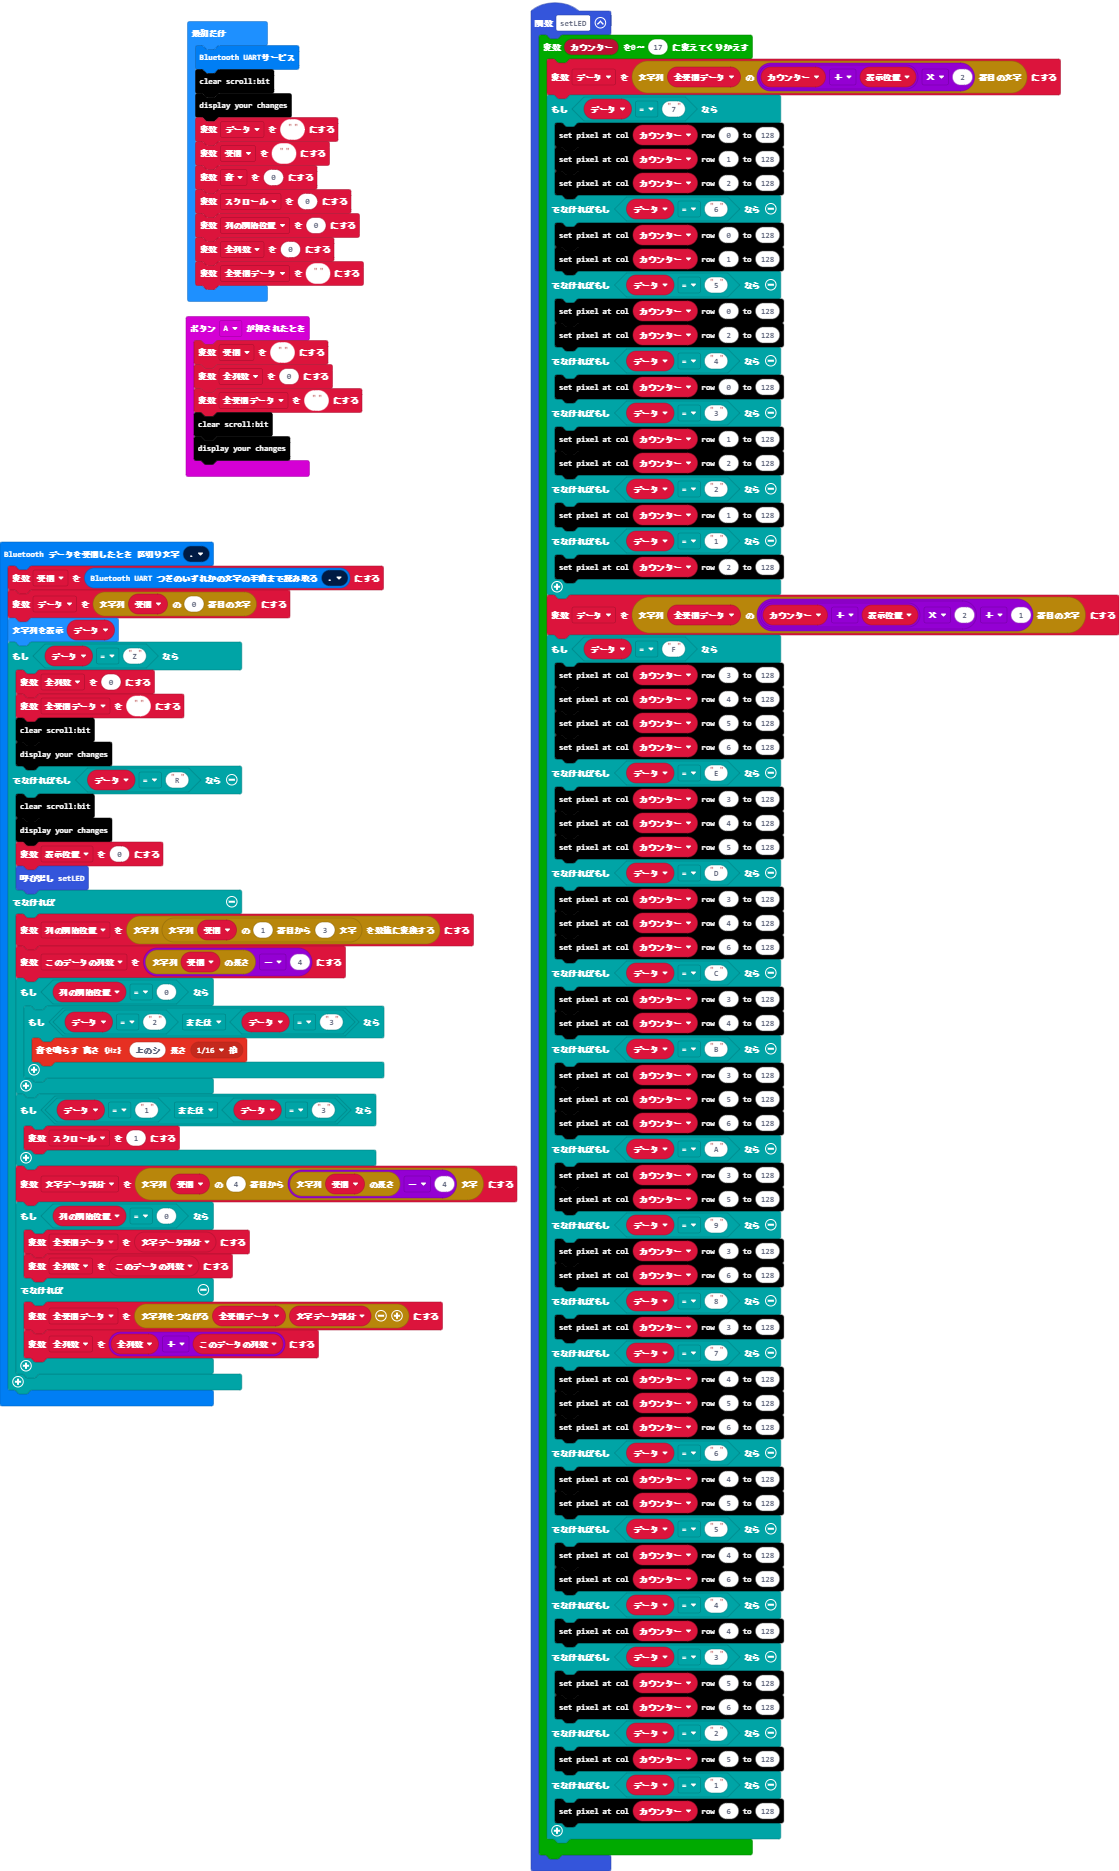 最初だけ
Bluetooth UARTサービス
clear scroll:bit
display your changes
変数 データ を " " にする
変数 受信 を " " にする
変数 音 を 0 にする
変数 スクロール を 0 にする
変数 列の開始位置 を 0 にする
変数 全列数 を 0 にする
変数 全受信データ を " " にする
ボタン A が押されたとき
変数 受信 を " " にする
変数 全列数 を 0 にする
変数 全受信データ を " " にする
clear scroll:bit
display your changes
Bluetooth データを受信したとき 区切り文字 .
変数 受信 を Bluetooth UART つぎのいずれかの文字の手前まで読み取る . にする
変数 データ を 文字列 受信 の 0 番目の文字 にする
文字列を表示 データ
もし データ = "Z" なら
変数 全列数 を 0 にする
変数 全受信データ を " " にする
clear scroll:bit
display your changes
でなければもし データ = "R" なら
clear scroll:bit
display your changes
変数 表示位置 を 0 にする
呼び出し setLED
でなければ
変数 列の開始位置 を 文字列 文字列 受信 の 1 番目から 3 文字 を数値に変換する にする
変数 このデータの列数 を 文字列 受信 の長さ - 4 にする
もし 列の開始位置 = 0 なら
もし データ = "2" または データ = "3" なら
音を鳴らす 高さ (Hz) 上のシ 長さ 1/16 拍
もし データ = "1" または データ = "3" なら
変数 スクロール を 1 にする
変数 文字データ部分 を 文字列 受信 の 4 番目から 文字列 受信 の長さ - 4 文字 にする
もし 列の開始位置 = 0 なら
変数 全受信データ を 文字データ部分 にする
変数 全列数 を このデータの列数 にする
でなければ
変数 全受信データ を 文字列をつなげる 全受信データ 文字データ部分 にする
変数 全列数 を 全列数 + このデータの列数 にする
関数 setLED
変数 カウンター を0～ 17 に変えてくりかえす
変数 データ を 文字列 全受信データ の カウンター + 表示位置 × 2 番目の文字 にする
もし データ = "7" なら
set pixel at col カウンター row 0 to 128
set pixel at col カウンター row 1 to 128
set pixel at col カウンター row 2 to 128
でなければもし データ = "6" なら
set pixel at col カウンター row 0 to 128
set pixel at col カウンター row 1 to 128
でなければもし データ = "5" なら
set pixel at col カウンター row 0 to 128
set pixel at col カウンター row 2 to 128
でなければもし データ = "4" なら
set pixel at col カウンター row 0 to 128
でなければもし データ = "3" なら
set pixel at col カウンター row 1 to 128
set pixel at col カウンター row 2 to 128
でなければもし データ = "2" なら
set pixel at col カウンター row 1 to 128
でなければもし データ = "1" なら
set pixel at col カウンター row 2 to 128
変数 データ を 文字列 全受信データ の カウンター + 表示位置 × 2 + 1 番目の文字 にする
もし データ = "F" なら
set pixel at col カウンター row 3 to 128
set pixel at col カウンター row 4 to 128
set pixel at col カウンター row 5 to 128
set pixel at col カウンター row 6 to 128
でなければもし データ = "E" なら
set pixel at col カウンター row 3 to 128
set pixel at col カウンター row 4 to 128
set pixel at col カウンター row 5 to 128
でなければもし データ = "D" なら
set pixel at col カウンター row 3 to 128
set pixel at col カウンター row 4 to 128
set pixel at col カウンター row 6 to 128
でなければもし データ = "C" なら
set pixel at col カウンター row 3 to 128
set pixel at col カウンター row 4 to 128
でなければもし データ = "B" なら
set pixel at col カウンター row 3 to 128
set pixel at col カウンター row 5 to 128
set pixel at col カウンター row 6 to 128
でなければもし データ = "A" なら
set pixel at col カウンター row 3 to 128
set pixel at col カウンター row 5 to 128
でなければもし データ = "9" なら
set pixel at col カウンター row 3 to 128
set pixel at col カウンター row 6 to 128
でなければもし データ = "8" なら
set pixel at col カウンター row 3 to 128
でなければもし データ = "7" なら
set pixel at col カウンター row 4 to 128
set pixel at col カウンター row 5 to 128
set pixel at col カウンター row 6 to 128
でなければもし データ = "6" なら
set pixel at col カウンター row 4 to 128
set pixel at col カウンター row 5 to 128
でなければもし データ = "5" なら
set pixel at col カウンター row 4 to 128
set pixel at col カウンター row 6 to 128
でなければもし データ = "4" なら
set pixel at col カウンター row 4 to 128
でなければもし データ = "3" なら
set pixel at col カウンター row 5 to 128
set pixel at col カウンター row 6 to 128
でなければもし データ = "2" なら
set pixel at col カウンター row 5 to 128
でなければもし データ = "1" なら
set pixel at col カウンター row 6 to 128